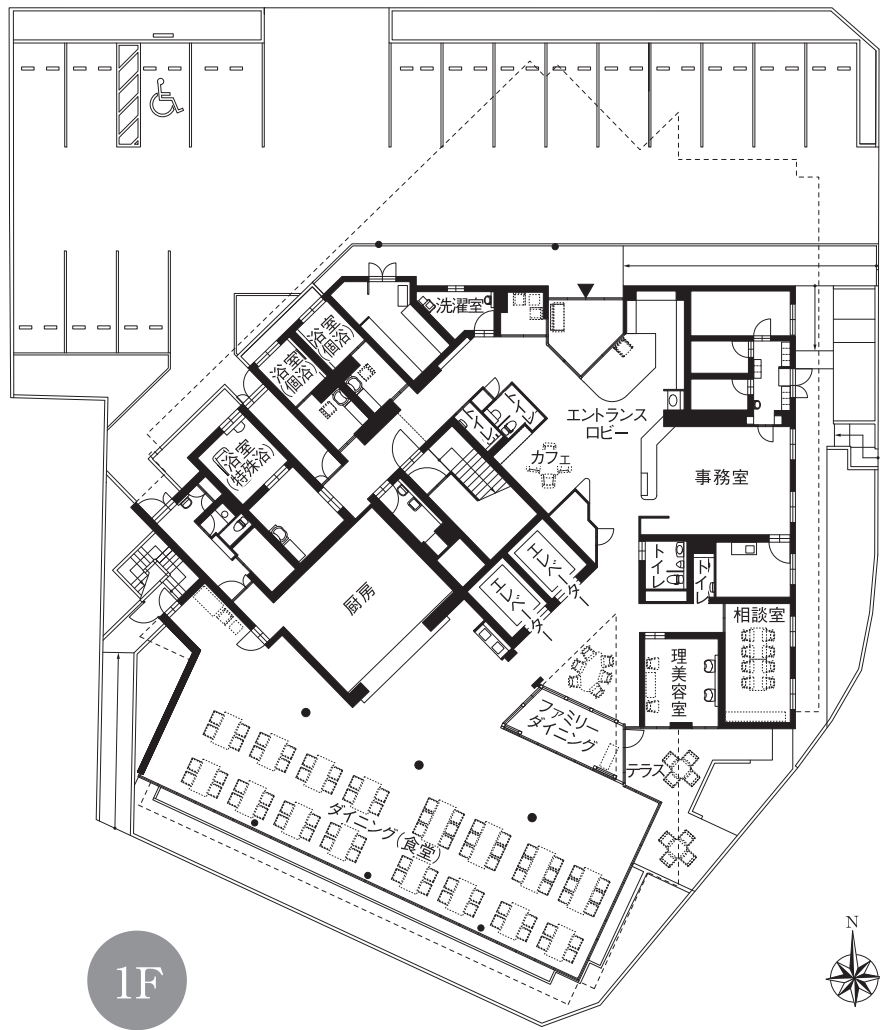 洗濯室
浴室
(個浴)
浴室
(個浴)
浴室
(特殊浴)
トイレ
トイレ
エントランス
ロビー
カフェ
事務室
トイレ
トイレ
エレベーター
エレベーター
厨房
相談室
理美容室
ファミリー
ダイニング
テラス
ダイニング(食堂)
1F
N